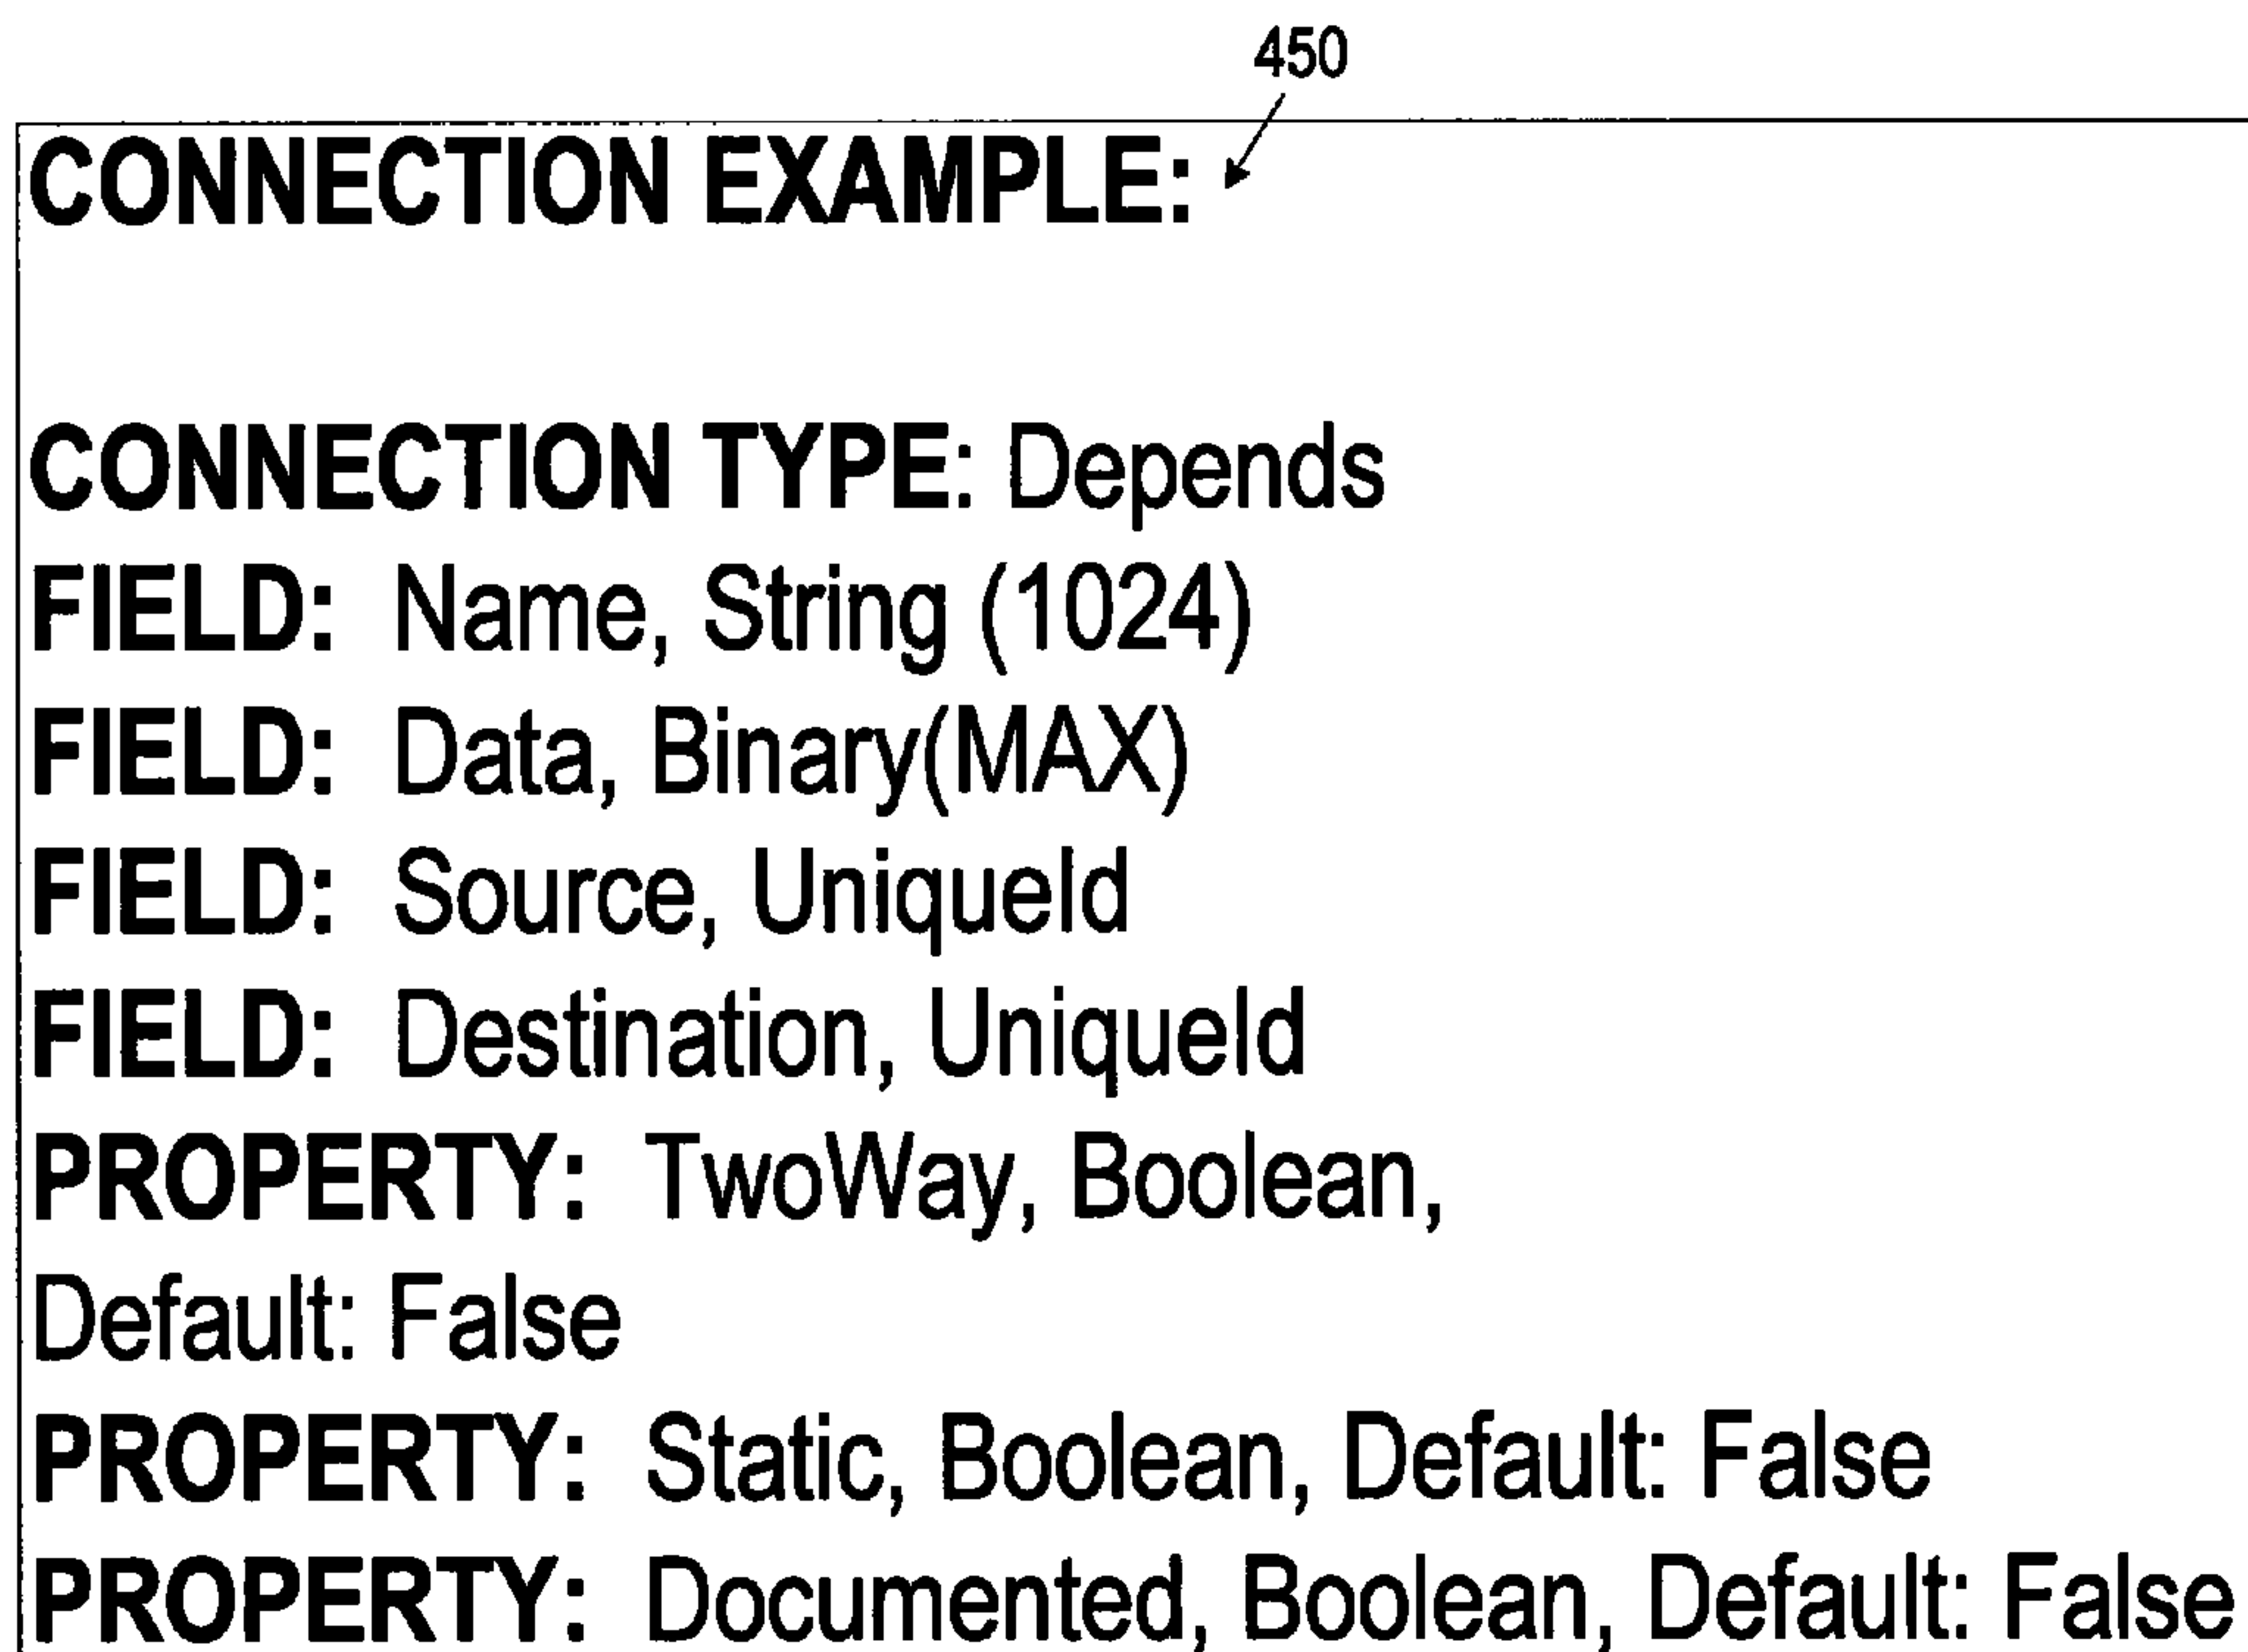 450
CONNECTION EXAMPLE:
CONNECTION TYPE: Depends
FIELD: Name, String (1024)
FIELD: Data, Binary(MAX)
FIELD: Source, UniqueId
FIELD: Destination, UniqueId
PROPERTY: TwoWay, Boolean,
Default: False
PROPERTY: Static, Boolean, Default: False
PROPERTY: Documented, Boolean, Default: False